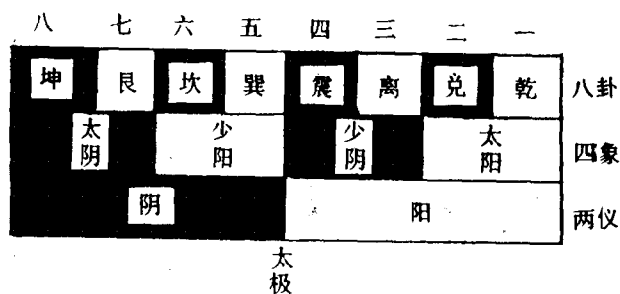 八 七 六 五 四 三 二 一
坤 艮 坎 巽 震 离 兑 乾 八卦
太阴 少阳 少阴 太阳 四象
阴 阳 两仪
太极